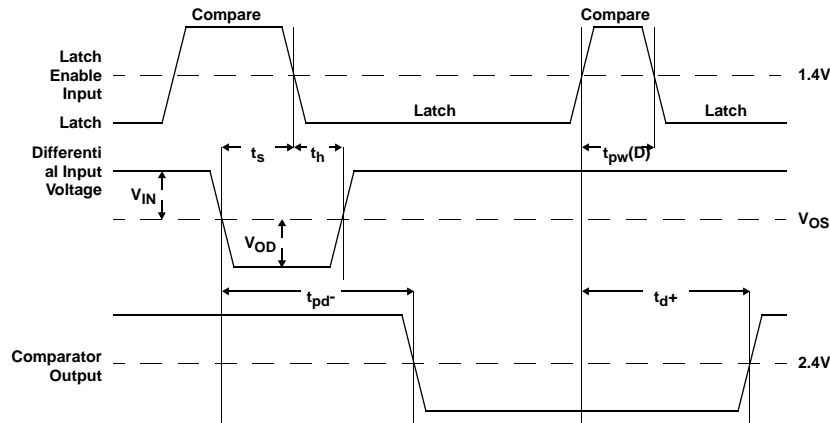 Compare
Compare
Latch
Enable
Input
1.4V
Latch
Latch
Latch
Differenti
al Input
Voltage
ts
th
tpw(D)
VIN
VOS
VOD
tpd-
td+
Comparator
Output
2.4V